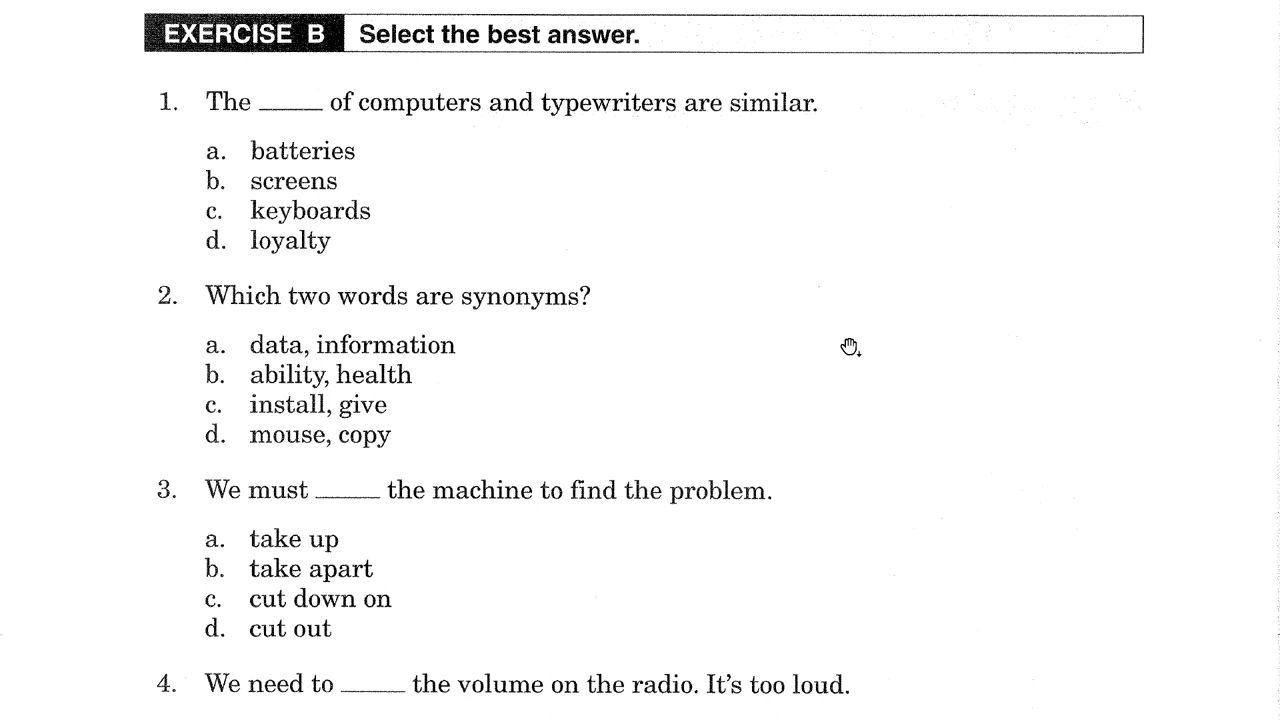 EXERCISE B Select the best answer.
1. The _____ of computers and typewriters are similar.
a. batteries
b. screens
c. keyboards
d. loyalty
2. Which two words are synonyms?
a. data, information
b. ability, health
c. install, give
d. mouse, copy
3. We must _____ the machine to find the problem.
a. take up
b. take apart
c. cut down on
d. cut out
4. We need to _____ the volume on the radio. It's too loud.